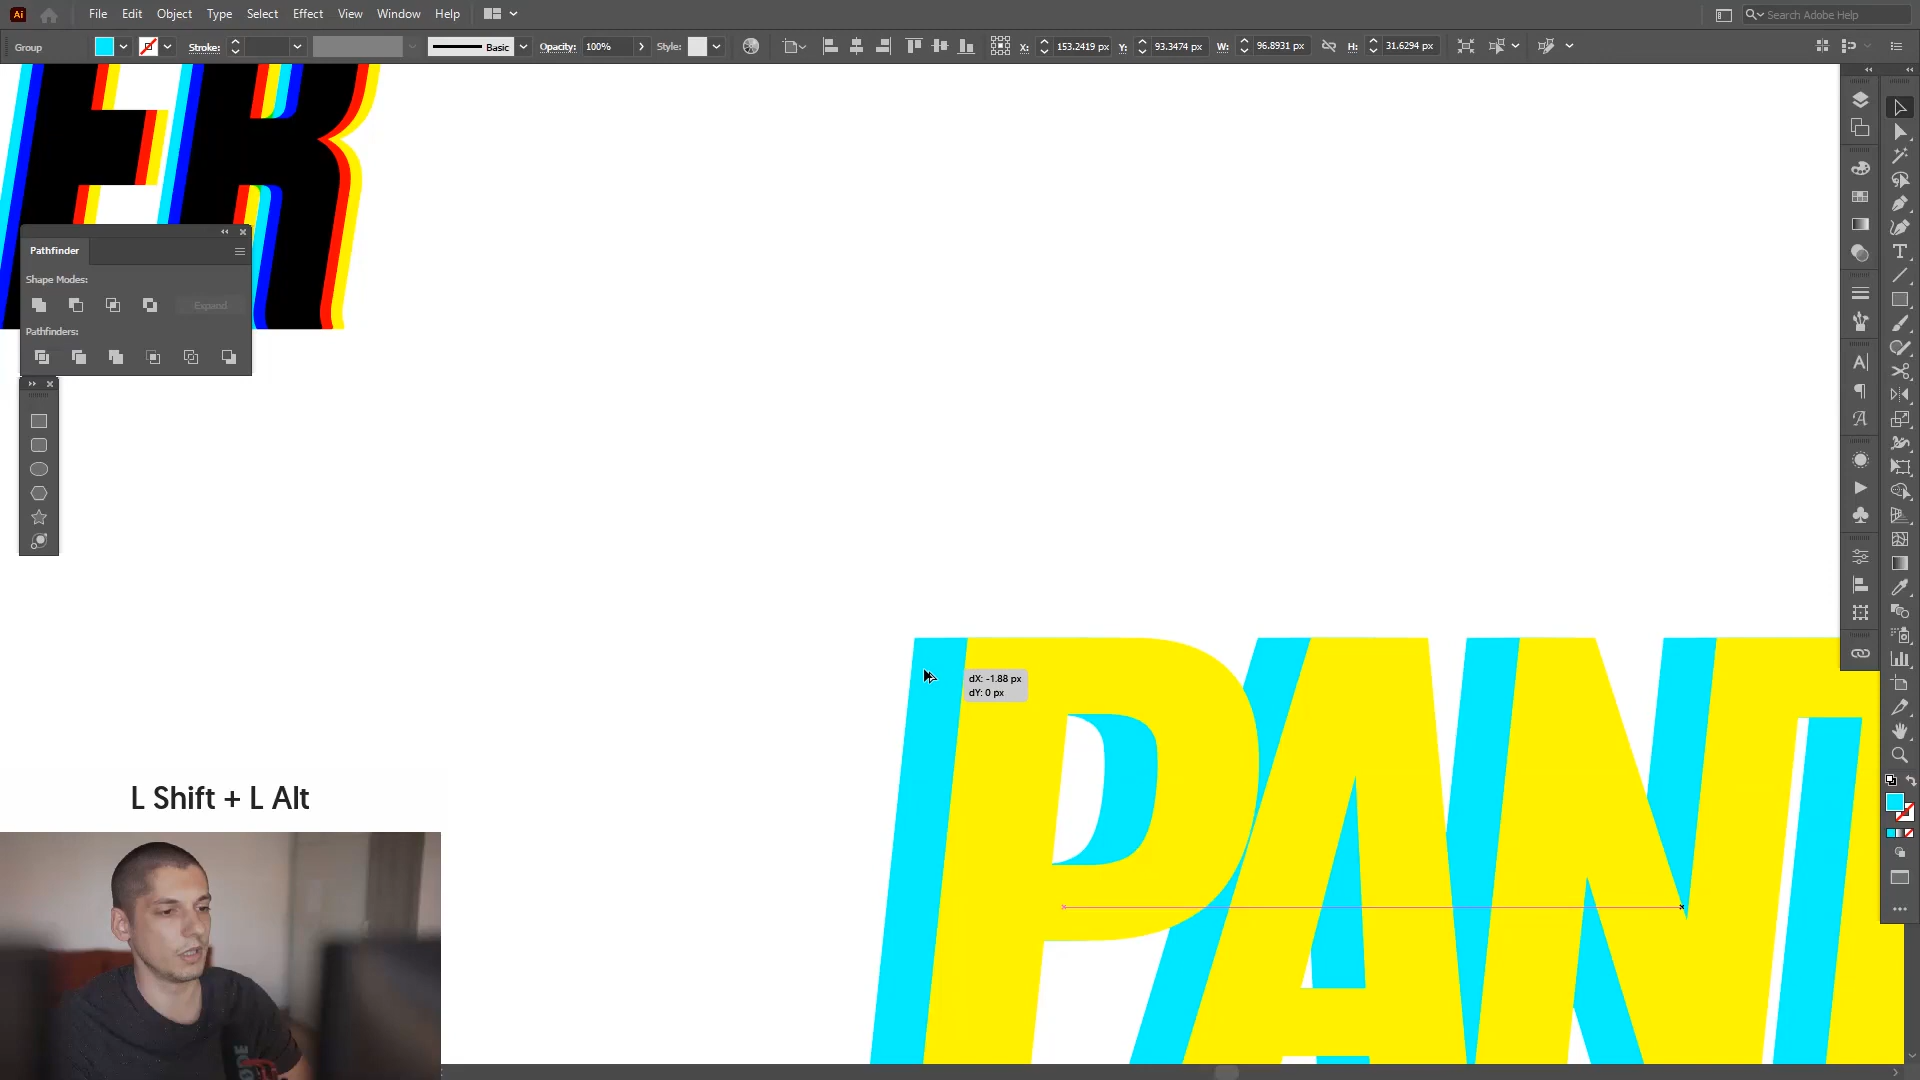 Ai File Edit Object Type Select Effect View Window Help Search Adobe Help
Group Stroke: Basic Opacity: 100% Style: X: 153.2419 px Y: 93.3474 px W: 96.8931 px H: 31.6294 px
ER
Pathfinder
Shape Modes:
Expand
Pathfinders:
dX: -1.88 px
dY: 0 px
PAN
L Shift + L Alt